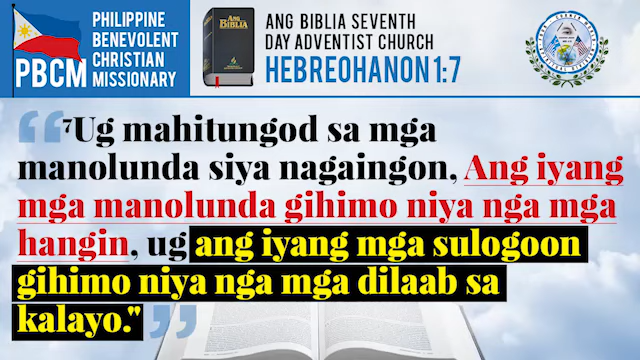 PBCM
PHILIPPINE
BENEVOLENT
CHRISTIAN
MISSIONARY
Ang
BIBLIA
ANG BIBLIA SEVENTH
DAY ADVENTIST CHURCH
HEBREOHANON 1:7
"⁷Ug mahitungod sa mga
manolunda siya nagaingon, Ang iyang
mga manolunda gihimo niya nga mga
hangin, ug ang iyang mga sulogoon
gihimo niya nga mga dilaab sa
kalayo.""